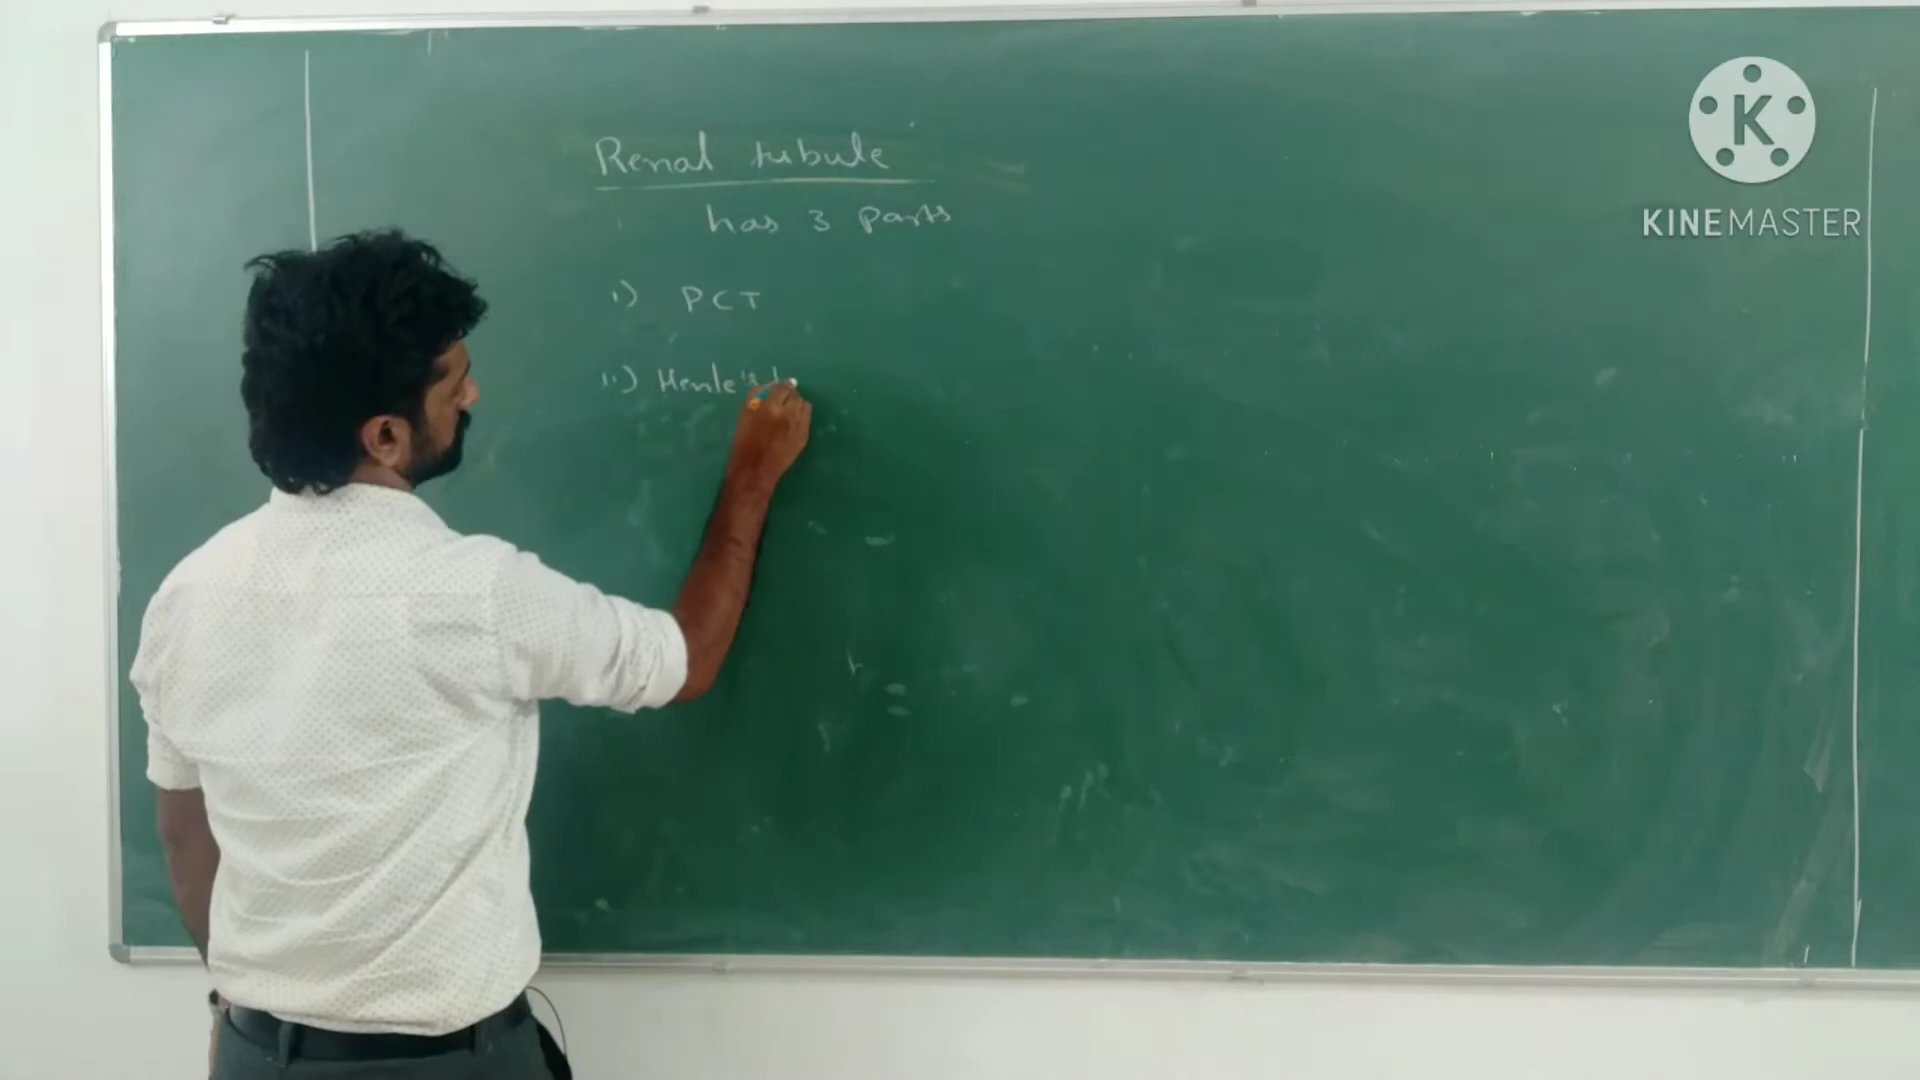 Renal tubule
has 3 parts
i) PCT
ii) Henle's
K
KINEMASTER